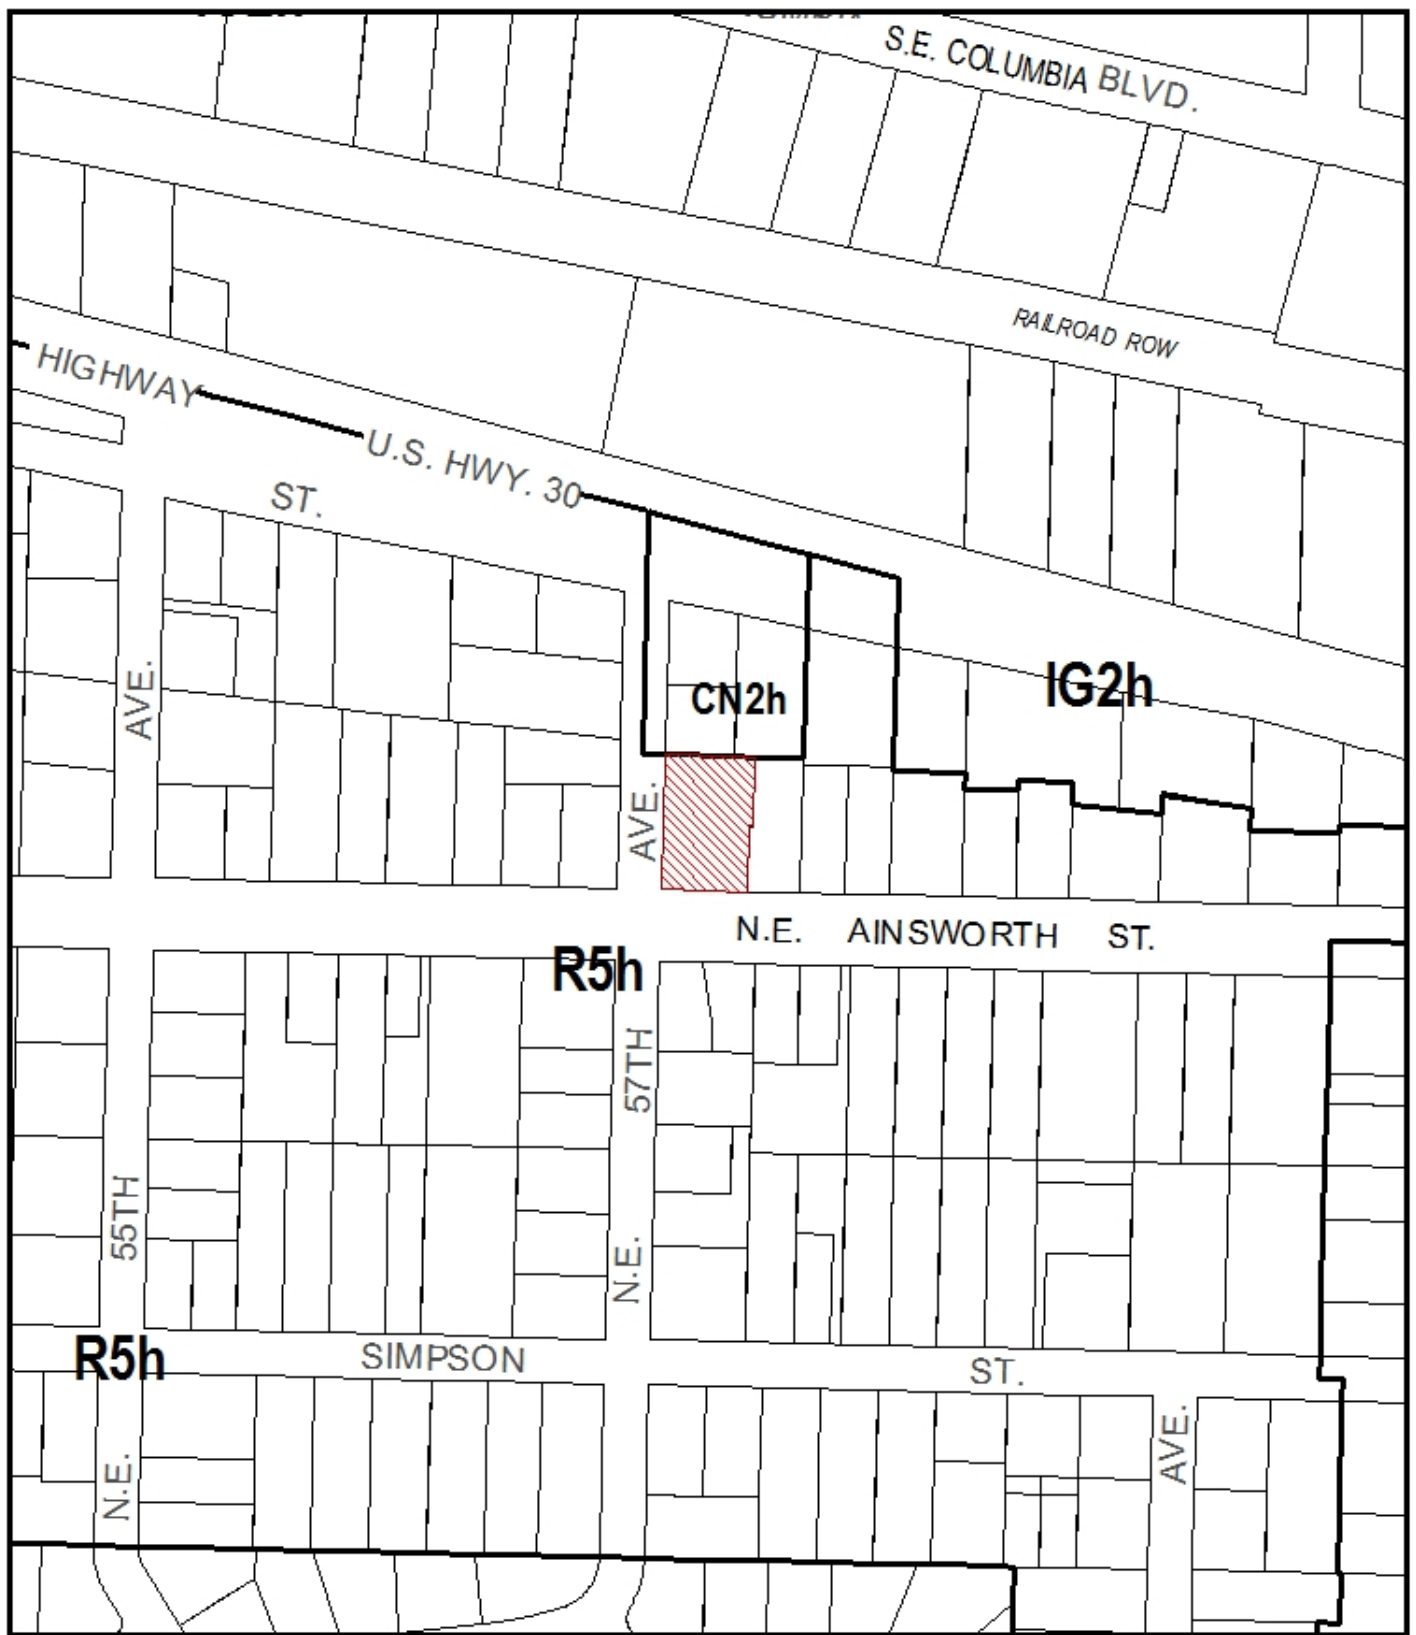 S.E. COLUMBIA BLVD.
RAILROAD ROW
HIGHWAY
U.S. HWY. 30
ST.
AVE.
CN2h
IG2h
AVE.
N.E. AINSWORTH ST.
R5h
57TH
55TH
N.E.
R5h
SIMPSON ST.
N.E.
AVE.